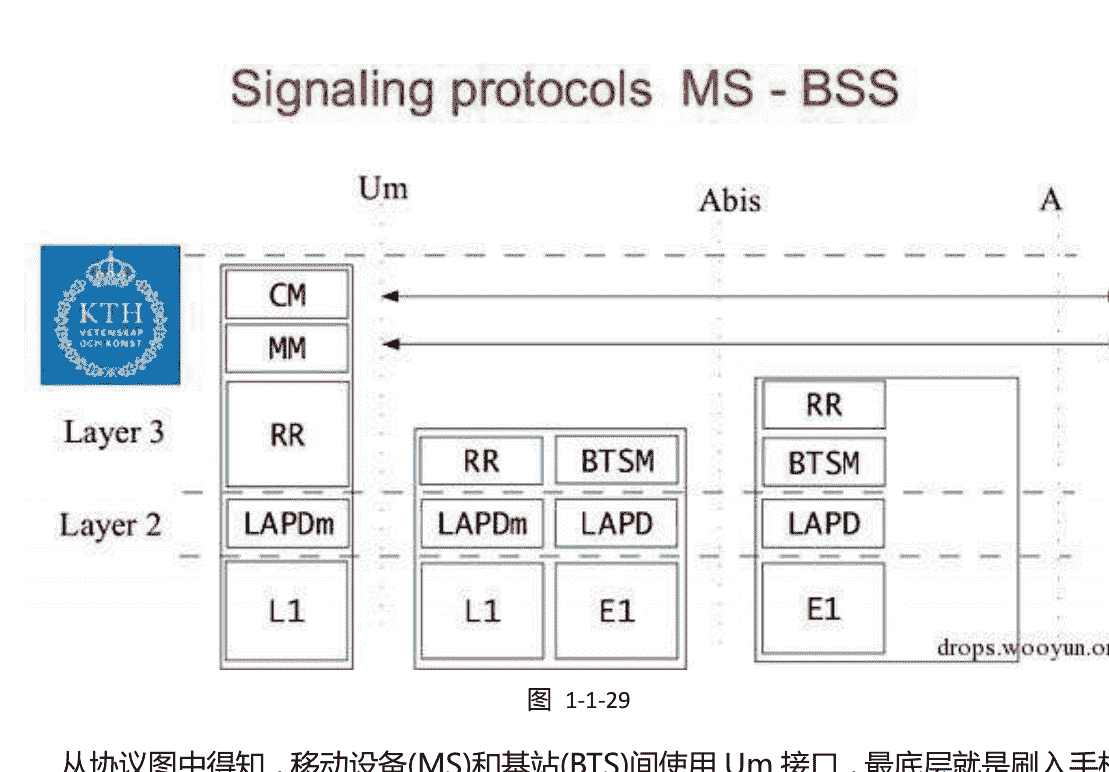 Signaling protocols MS - BSS
Um
Abis
A
KTH
VETENSKAP
OCH KONST
CM
MM
Layer 3
RR
RR
BTSM
RR
BTSM
Layer 2
LAPDm
LAPDm
LAPD
LAPD
L1
L1
E1
E1
drops.wooyun.or
图 1-1-29
从协议图中得知，移动设备(MS)和基站(BTS)间使用 Um 接口，最底层就是刷入手机